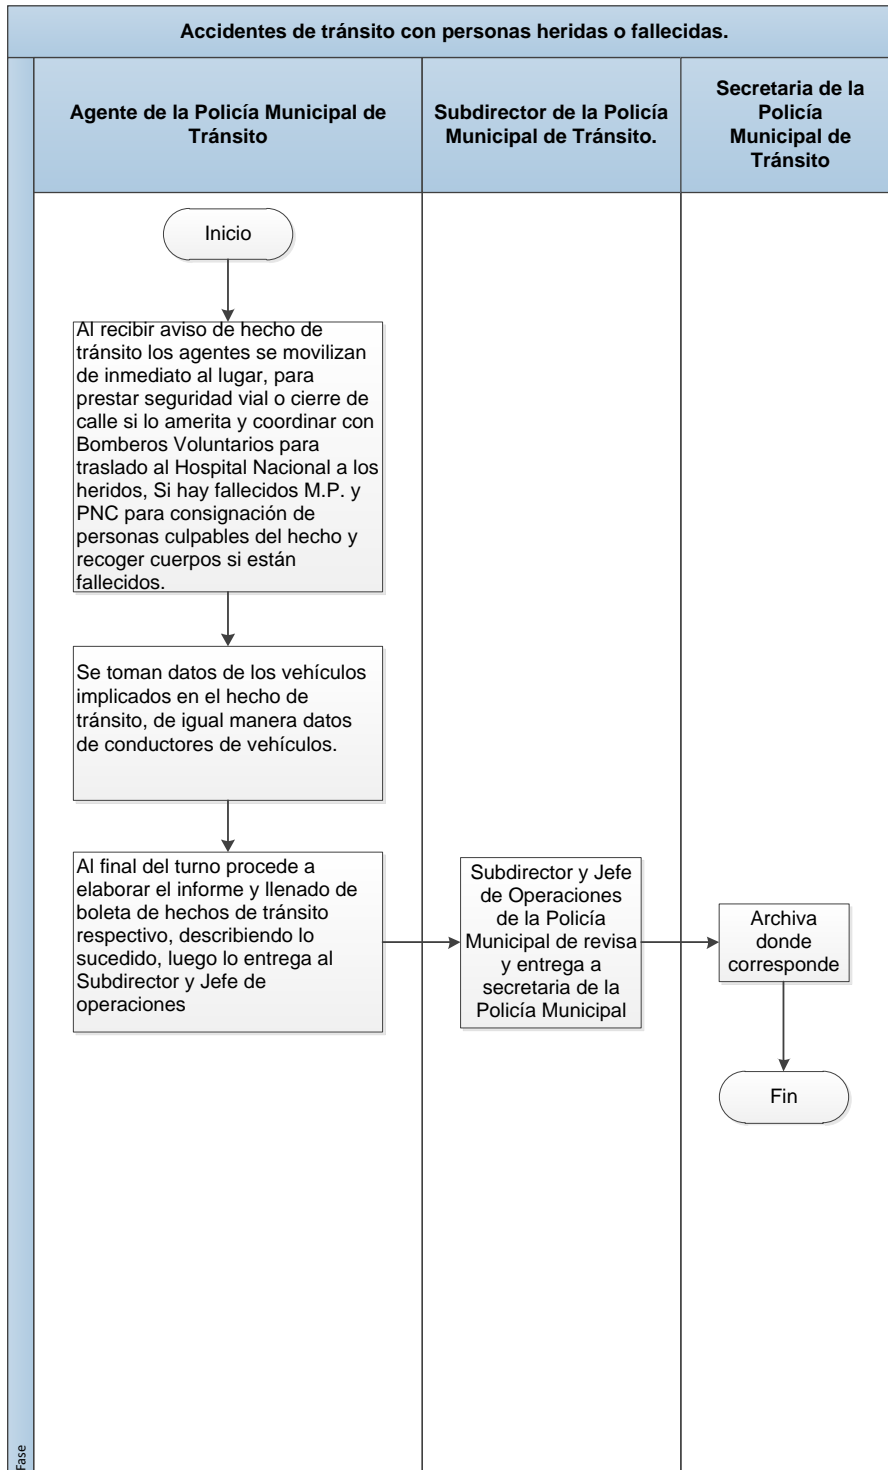 Accidentes de tránsito con personas heridas o fallecidas.
Agente de la Policía Municipal de
Tránsito
Subdirector de la Policía
Municipal de Tránsito.
Secretaria de la
Policía
Municipal de
Tránsito
Inicio
Al recibir aviso de hecho de
tránsito los agentes se movilizan
de inmediato al lugar, para
prestar seguridad vial o cierre de
calle si lo amerita y coordinar con
Bomberos Voluntarios para
traslado al Hospital Nacional a los
heridos, Si hay fallecidos M.P. y
PNC para consignación de
personas culpables del hecho y
recoger cuerpos si están
fallecidos.
Se toman datos de los vehículos
implicados en el hecho de
tránsito, de igual manera datos
de conductores de vehículos.
Al final del turno procede a
elaborar el informe y llenado de
boleta de hechos de tránsito
respectivo, describiendo lo
sucedido, luego lo entrega al
Subdirector y Jefe de
operaciones
Subdirector y Jefe
de Operaciones
de la Policía
Municipal de revisa
y entrega a
secretaria de la
Policía Municipal
Archiva
donde
corresponde
Fin
Fase